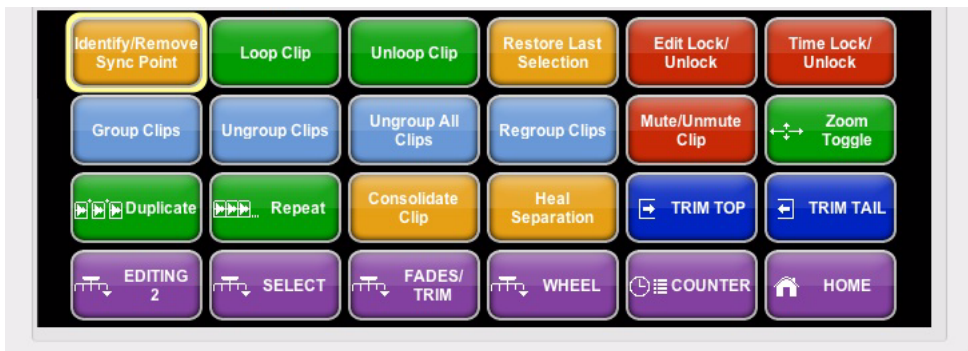 Identify/Remove
Sync Point
Loop Clip
Unloop Clip
Restore Last
Selection
Edit Lock/
Unlock
Time Lock/
Unlock
Group Clips
Ungroup Clips
Ungroup All
Clips
Regroup Clips
Mute/Unmute
Clip
Zoom
Toggle
Duplicate
... Repeat
Consolidate
Clip
Heal
Separation
TRIM TOP
TRIM TAIL
EDITING
2
SELECT
FADES/
TRIM
WHEEL
COUNTER
HOME